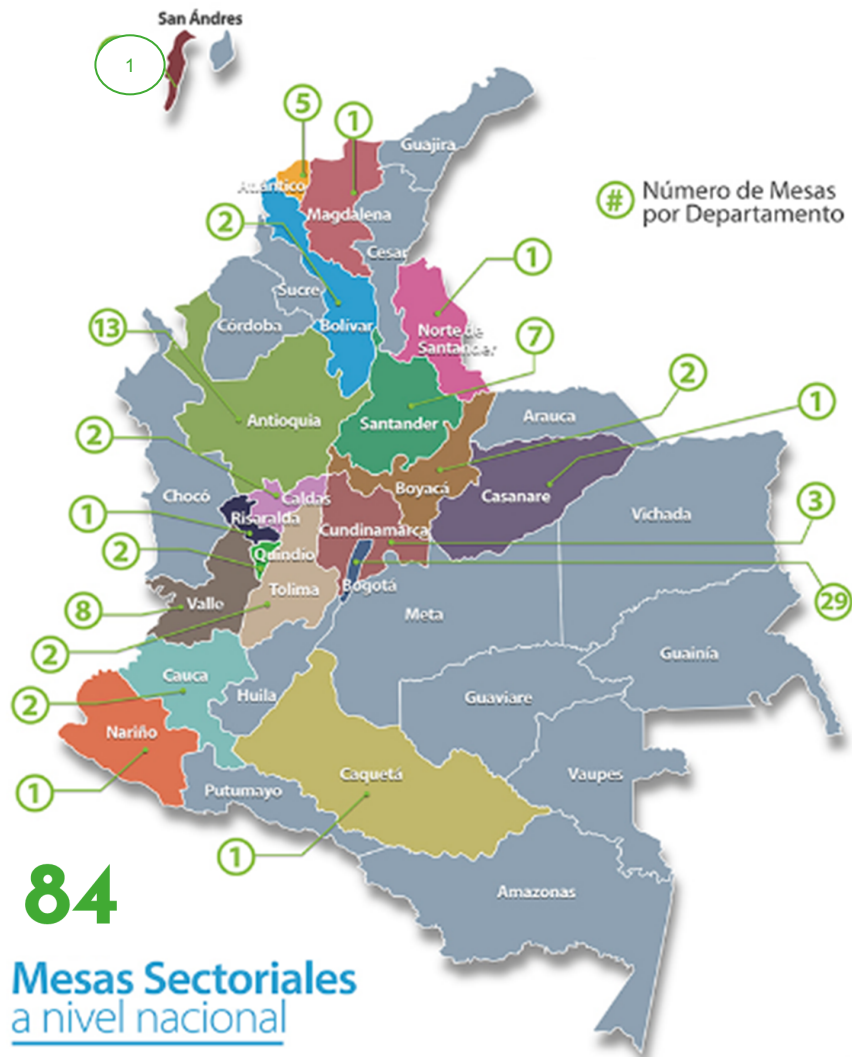 San Ándres
1
5
1
Guajira
Atlántico
Magdalena
#
Número de Mesas
por Departamento
2
Cesar
1
Sucre
13
Córdoba
Bolívar
Norte de
Santander
7
2
Antioquia
Santander
Arauca
1
2
Chocó
Caldas
Boyacá
Casanare
Vichada
3
1
Risaralda
Cundinamarca
2
Quindio
Bogotá
8
Valle
Tolima
Meta
29
2
Guainía
Cauca
Huila
Guaviare
2
Nariño
Caquetá
Vaupes
1
Putumayo
1
84
Amazonas
Mesas Sectoriales
a nivel nacional